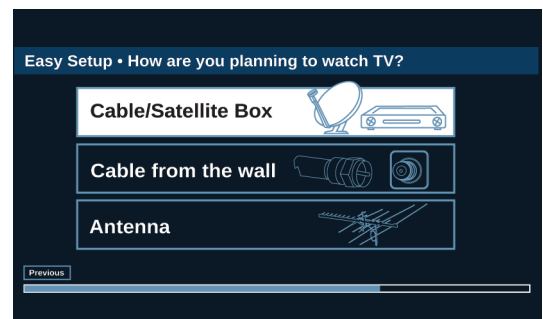 Easy Setup • How are you planning to watch TV?
Cable/Satellite Box
Cable from the wall
Antenna
Previous